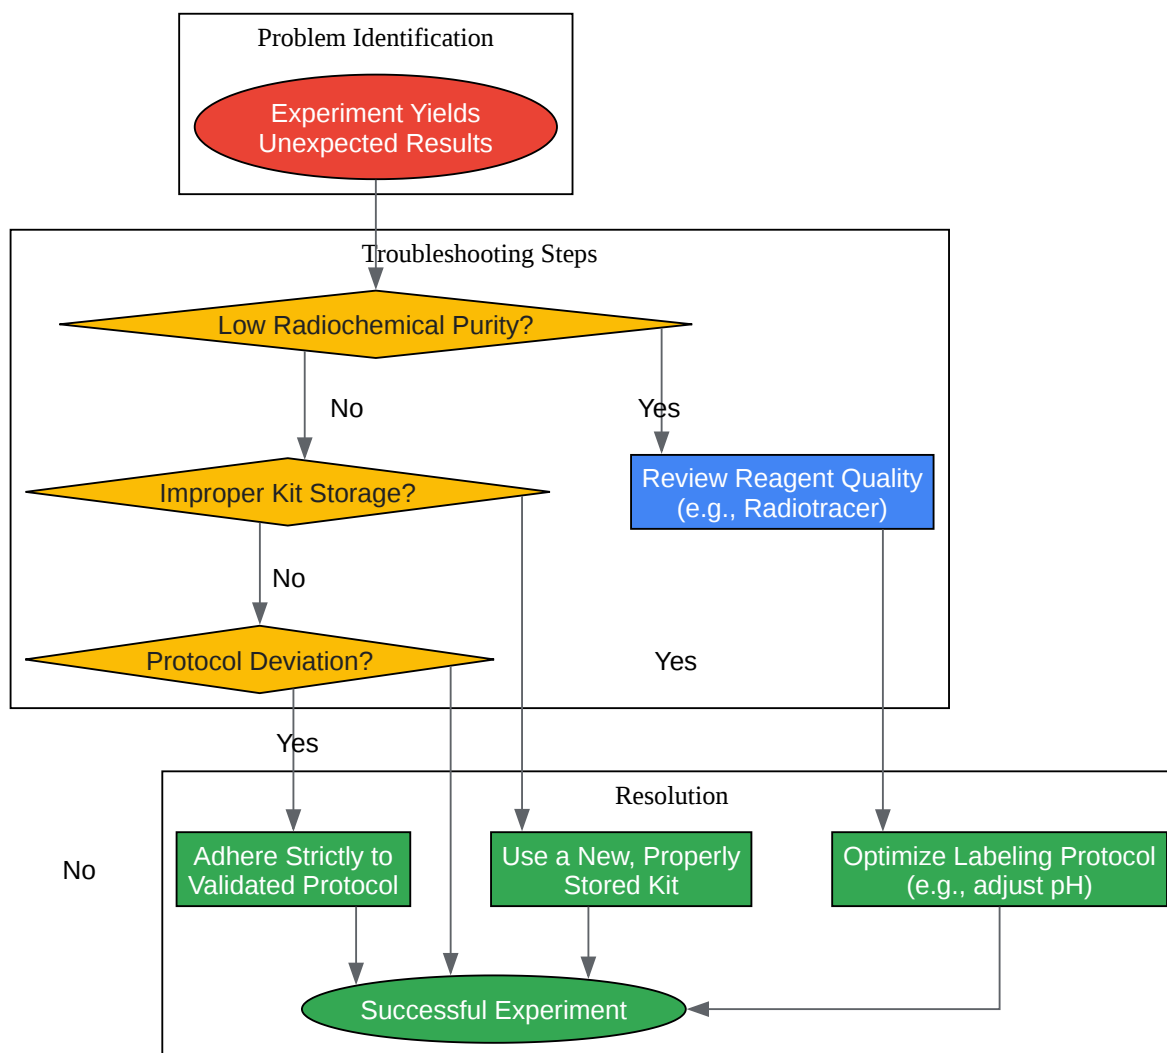 Problem Identification
Experiment Yields
Unexpected Results
Troubleshooting Steps
Low Radiochemical Purity?
No
Yes
Improper Kit Storage?
Review Reagent Quality
(e.g., Radiotracer)
No
Protocol Deviation?
Yes
Yes
Resolution
Adhere Strictly to
Validated Protocol
Use a New, Properly
Stored Kit
Optimize Labeling Protocol
(e.g., adjust pH)
No
Successful Experiment